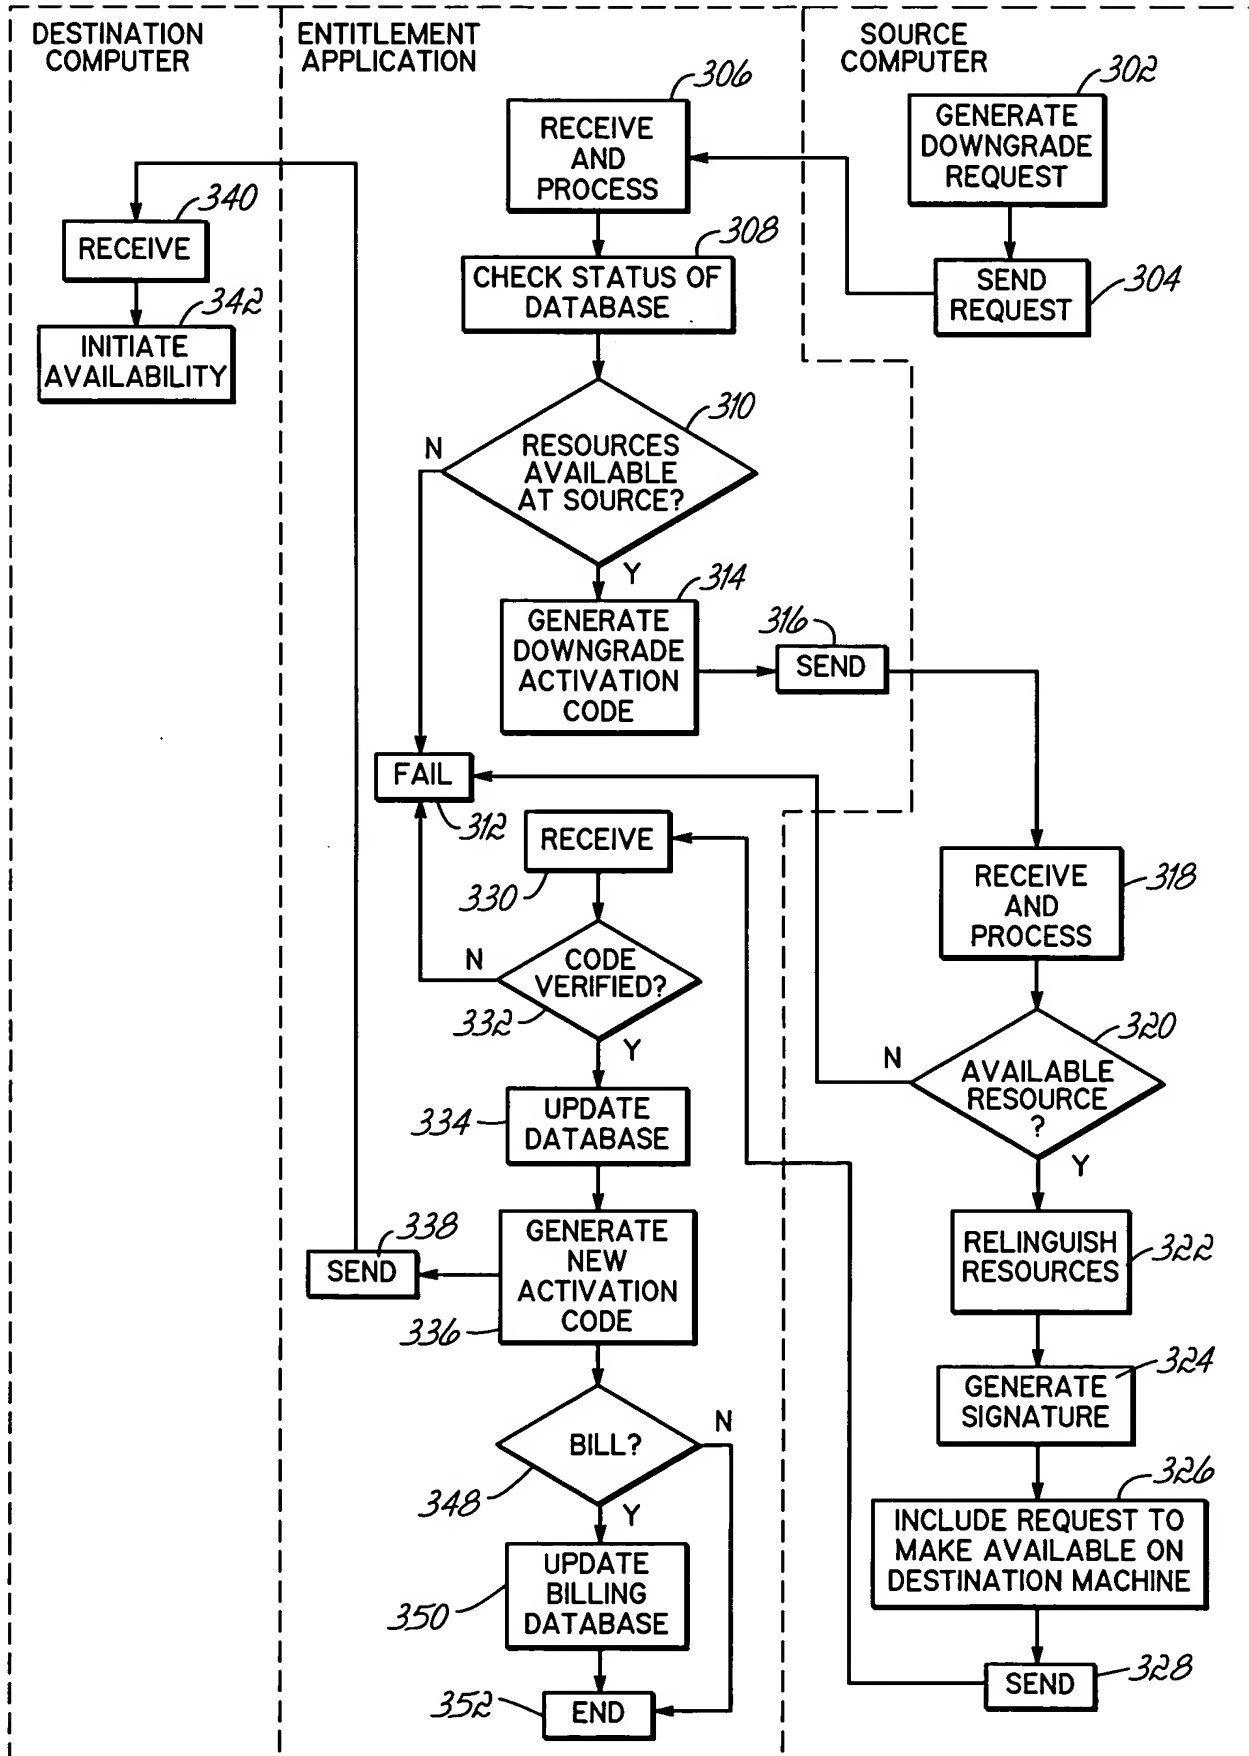 DESTINATION
COMPUTER
340
RECEIVE
342
INITIATE
AVAILABILITY
ENTITLEMENT
APPLICATION
306
RECEIVE
AND
PROCESS
308
CHECK STATUS OF
DATABASE
310
N
RESOURCES
AVAILABLE
AT SOURCE?
Y
314
GENERATE
DOWNGRADE
ACTIVATION
CODE
316
SEND
FAIL
312
RECEIVE
330
N
CODE
VERIFIED?
332
Y
334
UPDATE
DATABASE
338
SEND
GENERATE
NEW
ACTIVATION
CODE
336
BILL?
N
348
Y
UPDATE
BILLING
DATABASE
350
352
END
SOURCE
COMPUTER
302
GENERATE
DOWNGRADE
REQUEST
SEND
REQUEST
304
RECEIVE
AND
PROCESS
318
320
N
AVAILABLE
RESOURCE
?
Y
RELINGUISH
RESOURCES
322
324
GENERATE
SIGNATURE
326
INCLUDE REQUEST TO
MAKE AVAILABLE ON
DESTINATION MACHINE
SEND
328